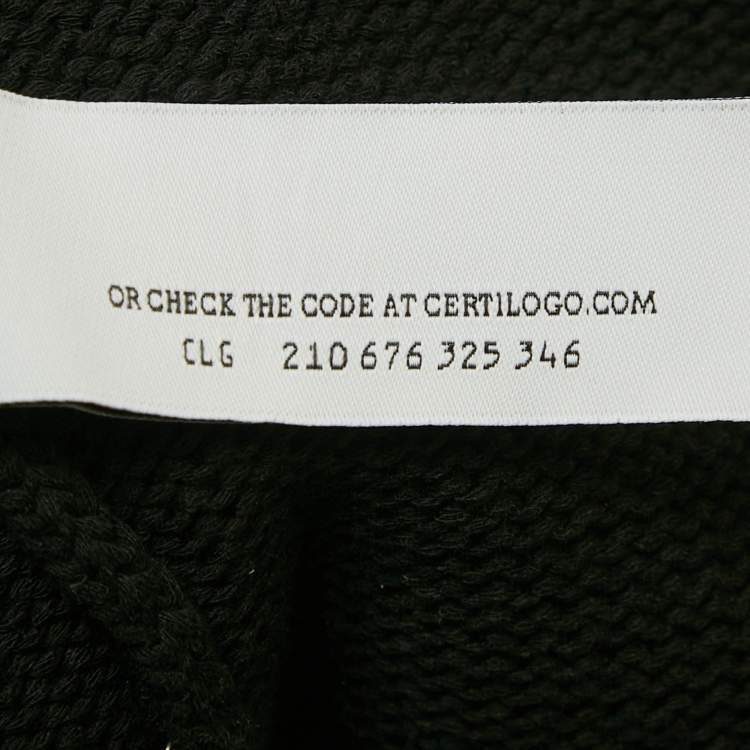 OR CHECK THE CODE AT CERTILOGO.COM
CLG 210 676 325 346